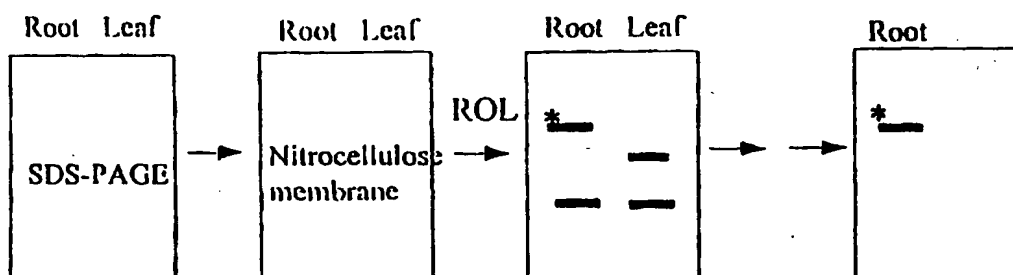 Root Leaf
SDS-PAGE
Root Leaf
Nitrocellulose
membrane
ROL
Root Leaf
*
Root
*